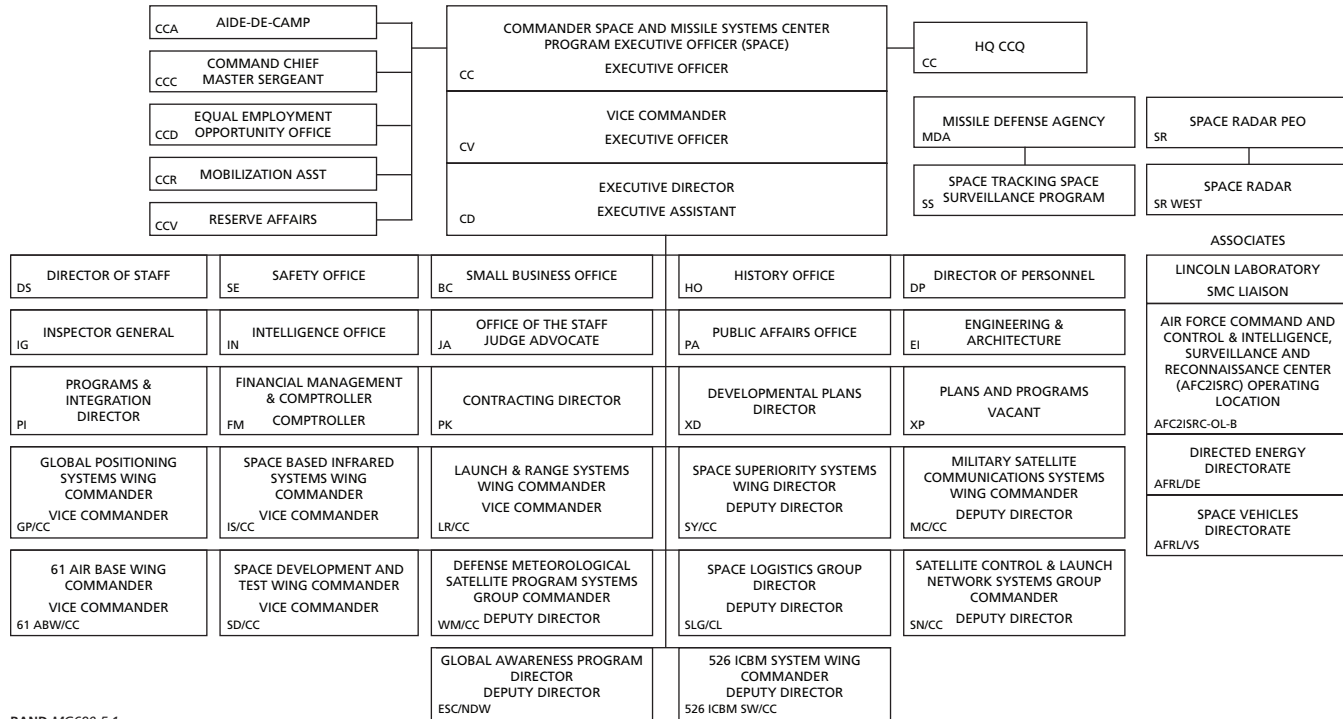 AIDE-DE-CAMP
CCA
COMMAND CHIEF
MASTER SERGEANT
CCC
EQUAL EMPLOYMENT
OPPORTUNITY OFFICE
CCD
MOBILIZATION ASST
CCR
RESERVE AFFAIRS
CCV
COMMANDER SPACE AND MISSILE SYSTEMS CENTER
PROGRAM EXECUTIVE OFFICER (SPACE)
EXECUTIVE OFFICER
CC
VICE COMMANDER
EXECUTIVE OFFICER
CV
EXECUTIVE DIRECTOR
EXECUTIVE ASSISTANT
CD
HQ CCQ
CC
MISSILE DEFENSE AGENCY
MDA
SPACE TRACKING SPACE
SURVEILLANCE PROGRAM
SS
SPACE RADAR PEO
SR
SPACE RADAR
SR WEST
DIRECTOR OF STAFF
DS
SAFETY OFFICE
SE
SMALL BUSINESS OFFICE
BC
HISTORY OFFICE
HO
DIRECTOR OF PERSONNEL
DP
INSPECTOR GENERAL
IG
INTELLIGENCE OFFICE
IN
OFFICE OF THE STAFF
JUDGE ADVOCATE
JA
PUBLIC AFFAIRS OFFICE
PA
ENGINEERING &
ARCHITECTURE
EI
PROGRAMS &
INTEGRATION
DIRECTOR
PI
FINANCIAL MANAGEMENT
& COMPTROLLER
COMPTROLLER
FM
CONTRACTING DIRECTOR
PK
DEVELOPMENTAL PLANS
DIRECTOR
XD
PLANS AND PROGRAMS
VACANT
XP
GLOBAL POSITIONING
SYSTEMS WING
COMMANDER
VICE COMMANDER
GP/CC
SPACE BASED INFRARED
SYSTEMS WING
COMMANDER
VICE COMMANDER
IS/CC
LAUNCH & RANGE SYSTEMS
WING COMMANDER
VICE COMMANDER
LR/CC
SPACE SUPERIORITY SYSTEMS
WING DIRECTOR
DEPUTY DIRECTOR
SY/CC
MILITARY SATELLITE
COMMUNICATIONS SYSTEMS
WING COMMANDER
DEPUTY DIRECTOR
MC/CC
61 AIR BASE WING
COMMANDER
VICE COMMANDER
61 ABW/CC
SPACE DEVELOPMENT AND
TEST WING COMMANDER
VICE COMMANDER
SD/CC
DEFENSE METEOROLOGICAL
SATELLITE PROGRAM SYSTEMS
GROUP COMMANDER
WM/CC DEPUTY DIRECTOR
SPACE LOGISTICS GROUP
DIRECTOR
DEPUTY DIRECTOR
SLG/CL
SATELLITE CONTROL & LAUNCH
NETWORK SYSTEMS GROUP
COMMANDER
SN/CC DEPUTY DIRECTOR
GLOBAL AWARENESS PROGRAM
DIRECTOR
DEPUTY DIRECTOR
ESC/NDW
526 ICBM SYSTEM WING
COMMANDER
DEPUTY DIRECTOR
526 ICBM SW/CC
ASSOCIATES
LINCOLN LABORATORY
SMC LIAISON
AIR FORCE COMMAND AND
CONTROL & INTELLIGENCE,
SURVEILLANCE AND
RECONNAISSANCE CENTER
(AFC2ISRC) OPERATING
LOCATION
AFC2ISRC-OL-B
DIRECTED ENERGY
DIRECTORATE
AFRL/DE
SPACE VEHICLES
DIRECTORATE
AFRL/VS